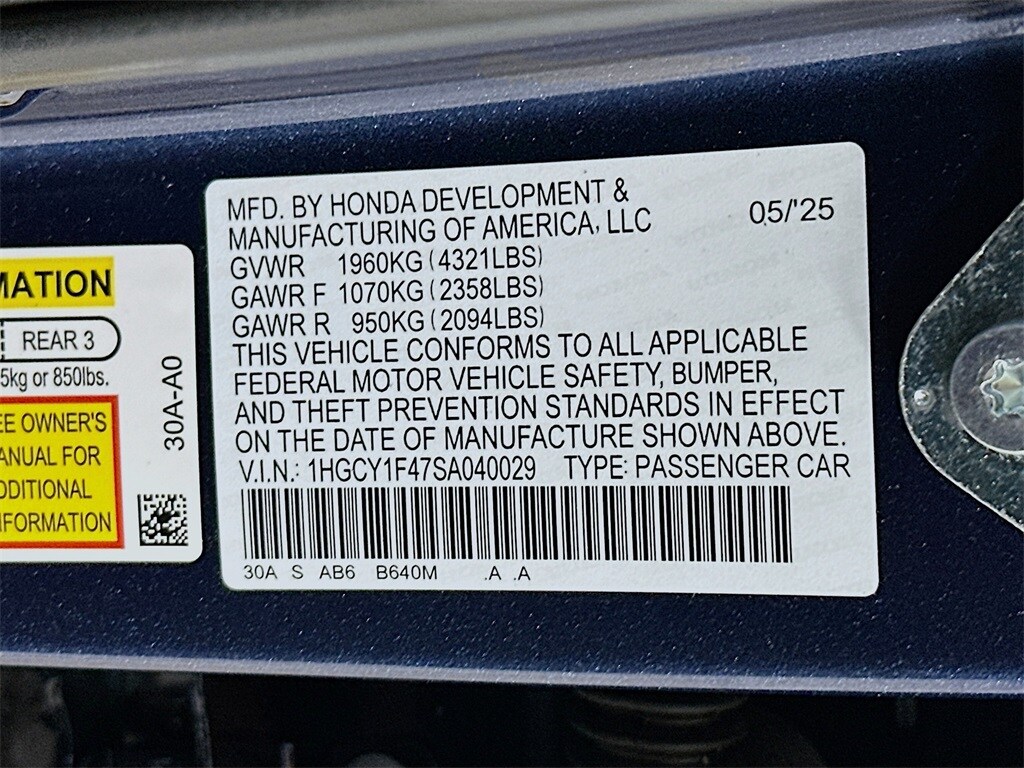 MFD. BY HONDA DEVELOPMENT &
MANUFACTURING OF AMERICA, LLC
05/'25
GVWR 1960KG (4321LBS)
GAWR F 1070KG (2358LBS)
GAWR R 950KG (2094LBS)
THIS VEHICLE CONFORMS TO ALL APPLICABLE
FEDERAL MOTOR VEHICLE SAFETY, BUMPER,
AND THEFT PREVENTION STANDARDS IN EFFECT
ON THE DATE OF MANUFACTURE SHOWN ABOVE.
V.I.N.: 1HGCY1F47SA040029 TYPE: PASSENGER CAR
30A S AB6 B640M .A .A
MATION
REAR 3
5kg or 850lbs.
EE OWNER'S
ANUAL FOR
DDITIONAL
NFORMATION
30A-A0